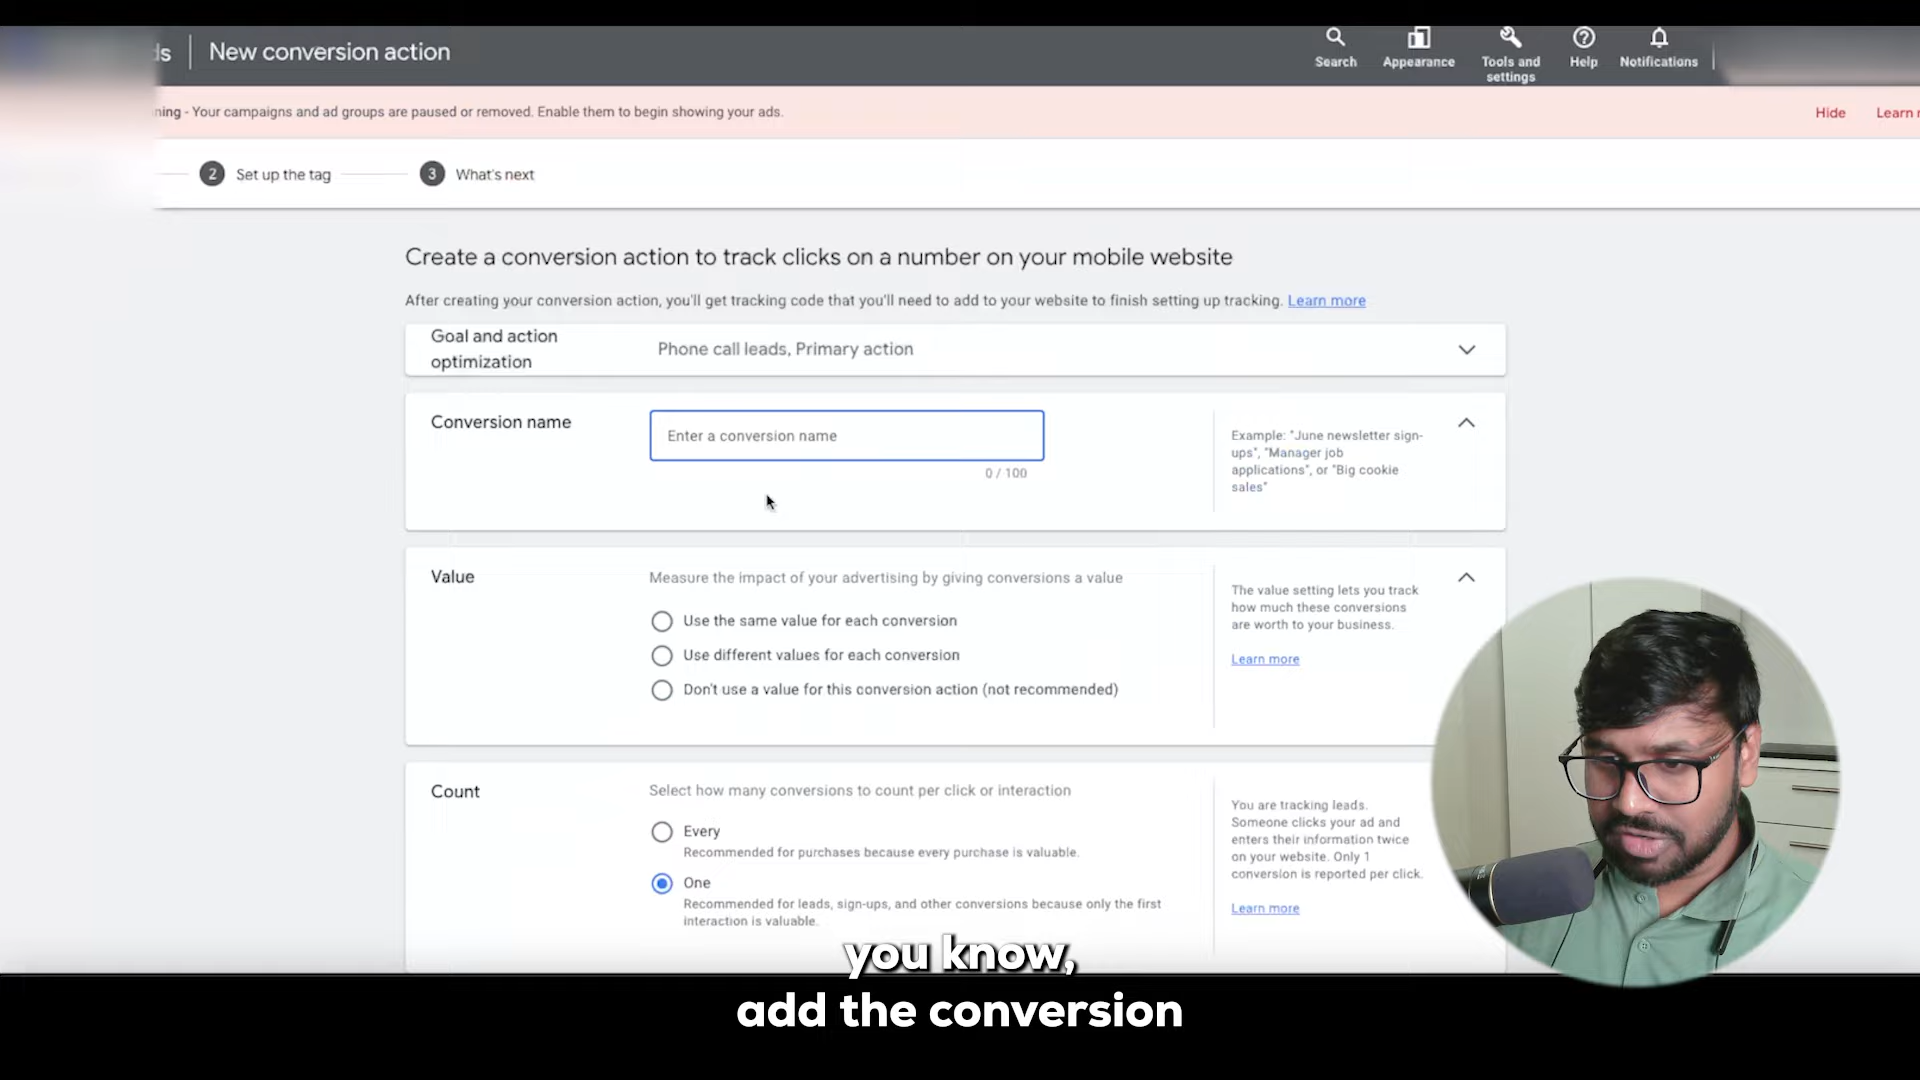 New conversion action
Search
Appearance
Tools and
settings
Help
Notifications
- Your campaigns and ad groups are paused or removed. Enable them to begin showing your ads.
Hide
Learn
2 Set up the tag
3 What's next
Create a conversion action to track clicks on a number on your mobile website
After creating your conversion action, you'll get tracking code that you'll need to add to your website to finish setting up tracking. Learn more
Goal and action
optimization
Phone call leads, Primary action
Conversion name
Enter a conversion name
0 / 100
Example: "June newsletter sign-
ups", "Manager job
applications", or "Big cookie
sales"
Value
Measure the impact of your advertising by giving conversions a value
Use the same value for each conversion
Use different values for each conversion
Don't use a value for this conversion action (not recommended)
The value setting lets you track
how much these conversions
are worth to your business.
Learn more
Count
Select how many conversions to count per click or interaction
Every
Recommended for purchases because every purchase is valuable.
One
Recommended for leads, sign-ups, and other conversions because only the first
interaction is valuable.
You are tracking leads.
Someone clicks your ad and
enters their information twice
on your website. Only 1
conversion is reported per click.
Learn more
you know,
add the conversion